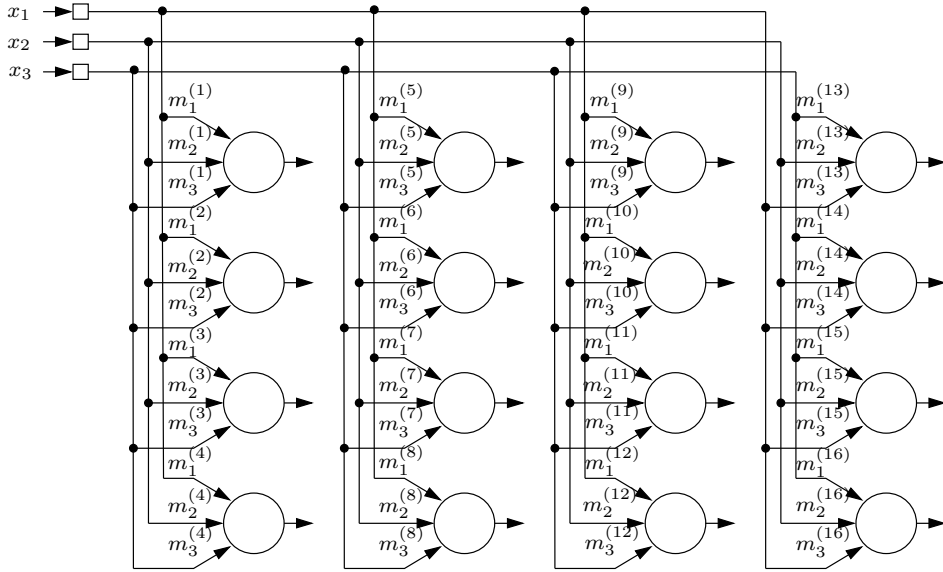 x₁
x₂
x₃
m₁⁽¹⁾ m₁⁽⁵⁾ m₁⁽⁹⁾ m₁⁽¹³⁾
m₂⁽¹⁾ m₂⁽⁵⁾ m₂⁽⁹⁾ m₂⁽¹³⁾
m₃⁽¹⁾ m₃⁽⁵⁾ m₃⁽⁹⁾ m₃⁽¹³⁾
m₁⁽²⁾ m₁⁽⁶⁾ m₁⁽¹⁰⁾ m₁⁽¹⁴⁾
m₂⁽²⁾ m₂⁽⁶⁾ m₂⁽¹⁰⁾ m₂⁽¹⁴⁾
m₃⁽²⁾ m₃⁽⁶⁾ m₃⁽¹⁰⁾ m₃⁽¹⁴⁾
m₁⁽³⁾ m₁⁽⁷⁾ m₁⁽¹¹⁾ m₁⁽¹⁵⁾
m₂⁽³⁾ m₂⁽⁷⁾ m₂⁽¹¹⁾ m₂⁽¹⁵⁾
m₃⁽³⁾ m₃⁽⁷⁾ m₃⁽¹¹⁾ m₃⁽¹⁵⁾
m₁⁽⁴⁾ m₁⁽⁸⁾ m₁⁽¹²⁾ m₁⁽¹⁶⁾
m₂⁽⁴⁾ m₂⁽⁸⁾ m₂⁽¹²⁾ m₂⁽¹⁶⁾
m₃⁽⁴⁾ m₃⁽⁸⁾ m₃⁽¹²⁾ m₃⁽¹⁶⁾